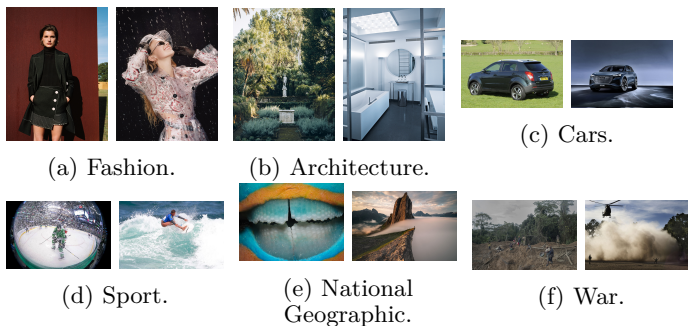 (a) Fashion.
(b) Architecture.
(c) Cars.
(d) Sport.
(e) National
Geographic.
(f) War.